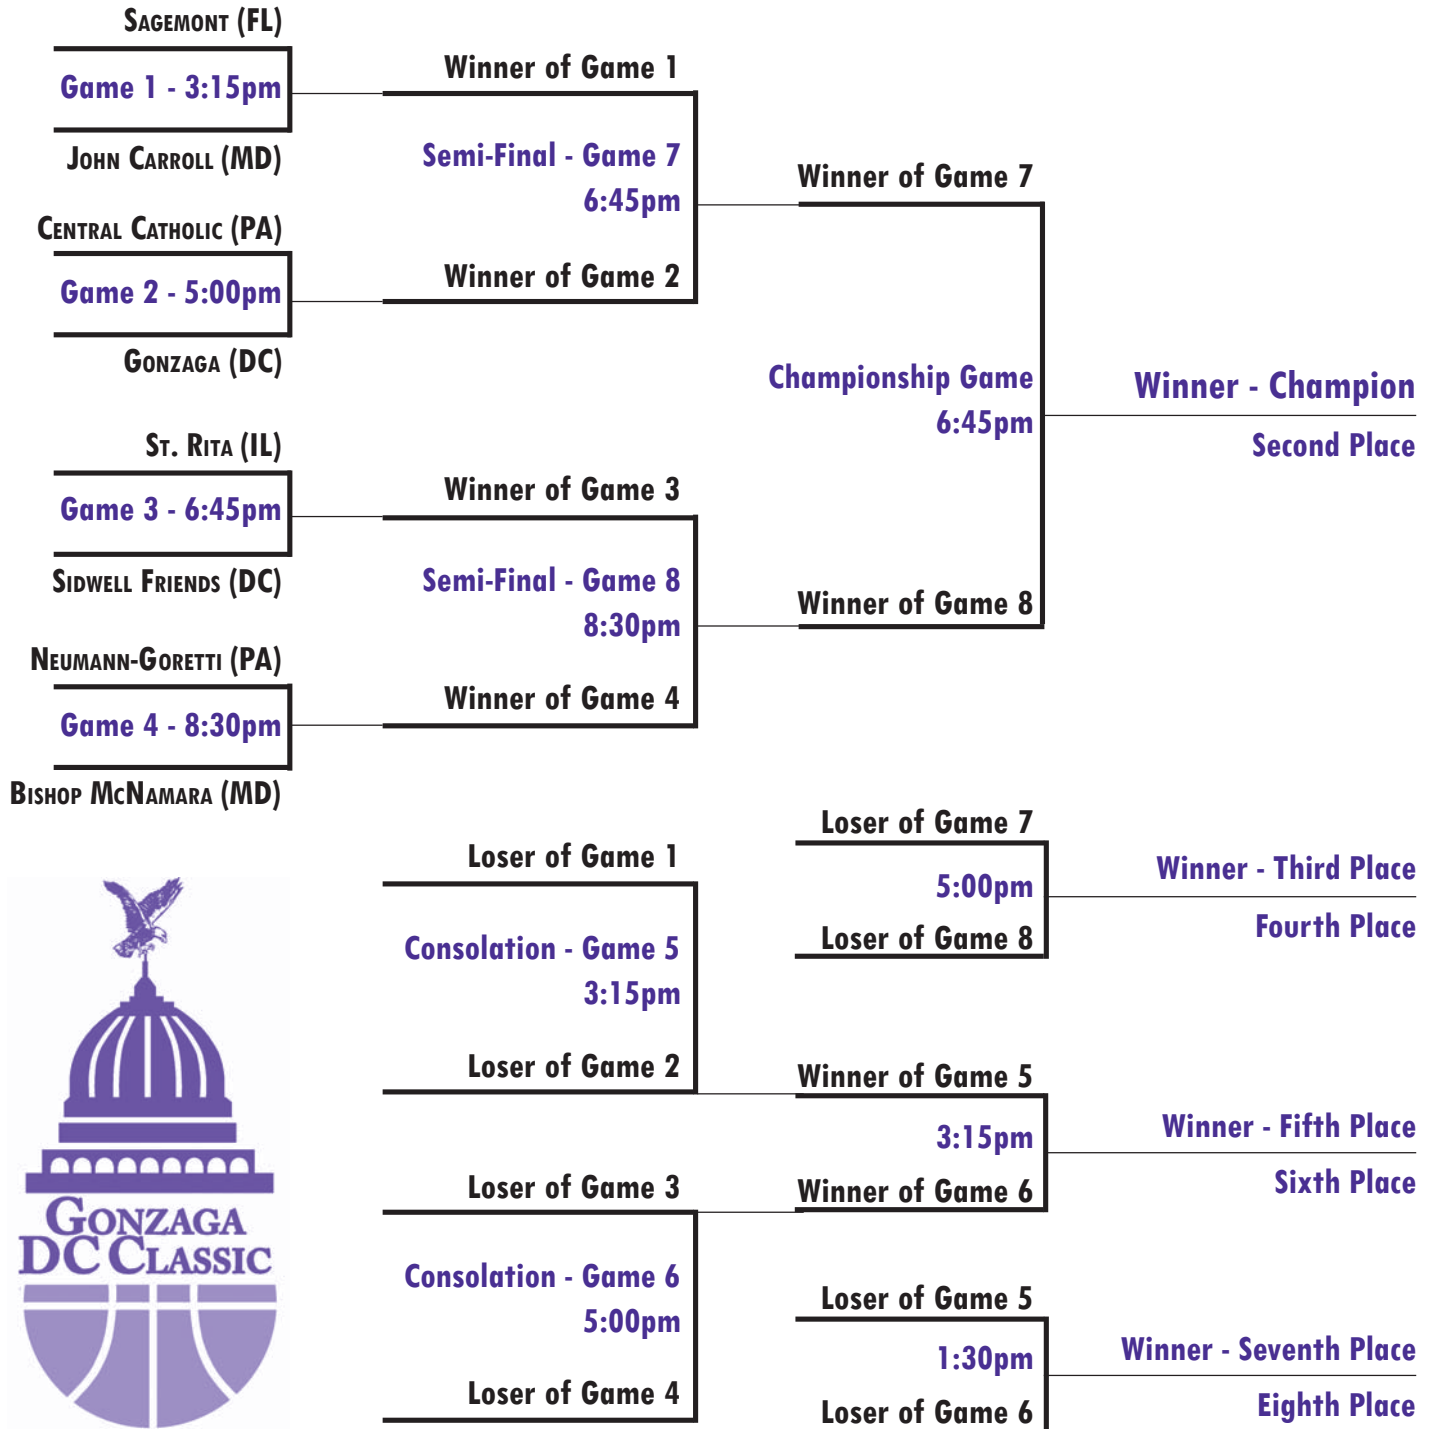 Sagemont (FL)
Game 1 - 3:15pm
John Carroll (MD)
Central Catholic (PA)
Game 2 - 5:00pm
Gonzaga (DC)
St. Rita (IL)
Game 3 - 6:45pm
Sidwell Friends (DC)
Neumann-Goretti (PA)
Game 4 - 8:30pm
Bishop McNamara (MD)
Winner of Game 1
Semi-Final - Game 7
6:45pm
Winner of Game 2
Winner of Game 3
Semi-Final - Game 8
8:30pm
Winner of Game 4
Winner of Game 7
Championship Game
6:45pm
Winner of Game 8
Winner - Champion
Second Place
Loser of Game 1
Consolation - Game 5
3:15pm
Loser of Game 2
Loser of Game 3
Consolation - Game 6
5:00pm
Loser of Game 4
Loser of Game 7
5:00pm
Loser of Game 8
Winner - Third Place
Fourth Place
Winner of Game 5
3:15pm
Winner of Game 6
Winner - Fifth Place
Sixth Place
Loser of Game 5
1:30pm
Loser of Game 6
Winner - Seventh Place
Eighth Place
Gonzaga
DC Classic